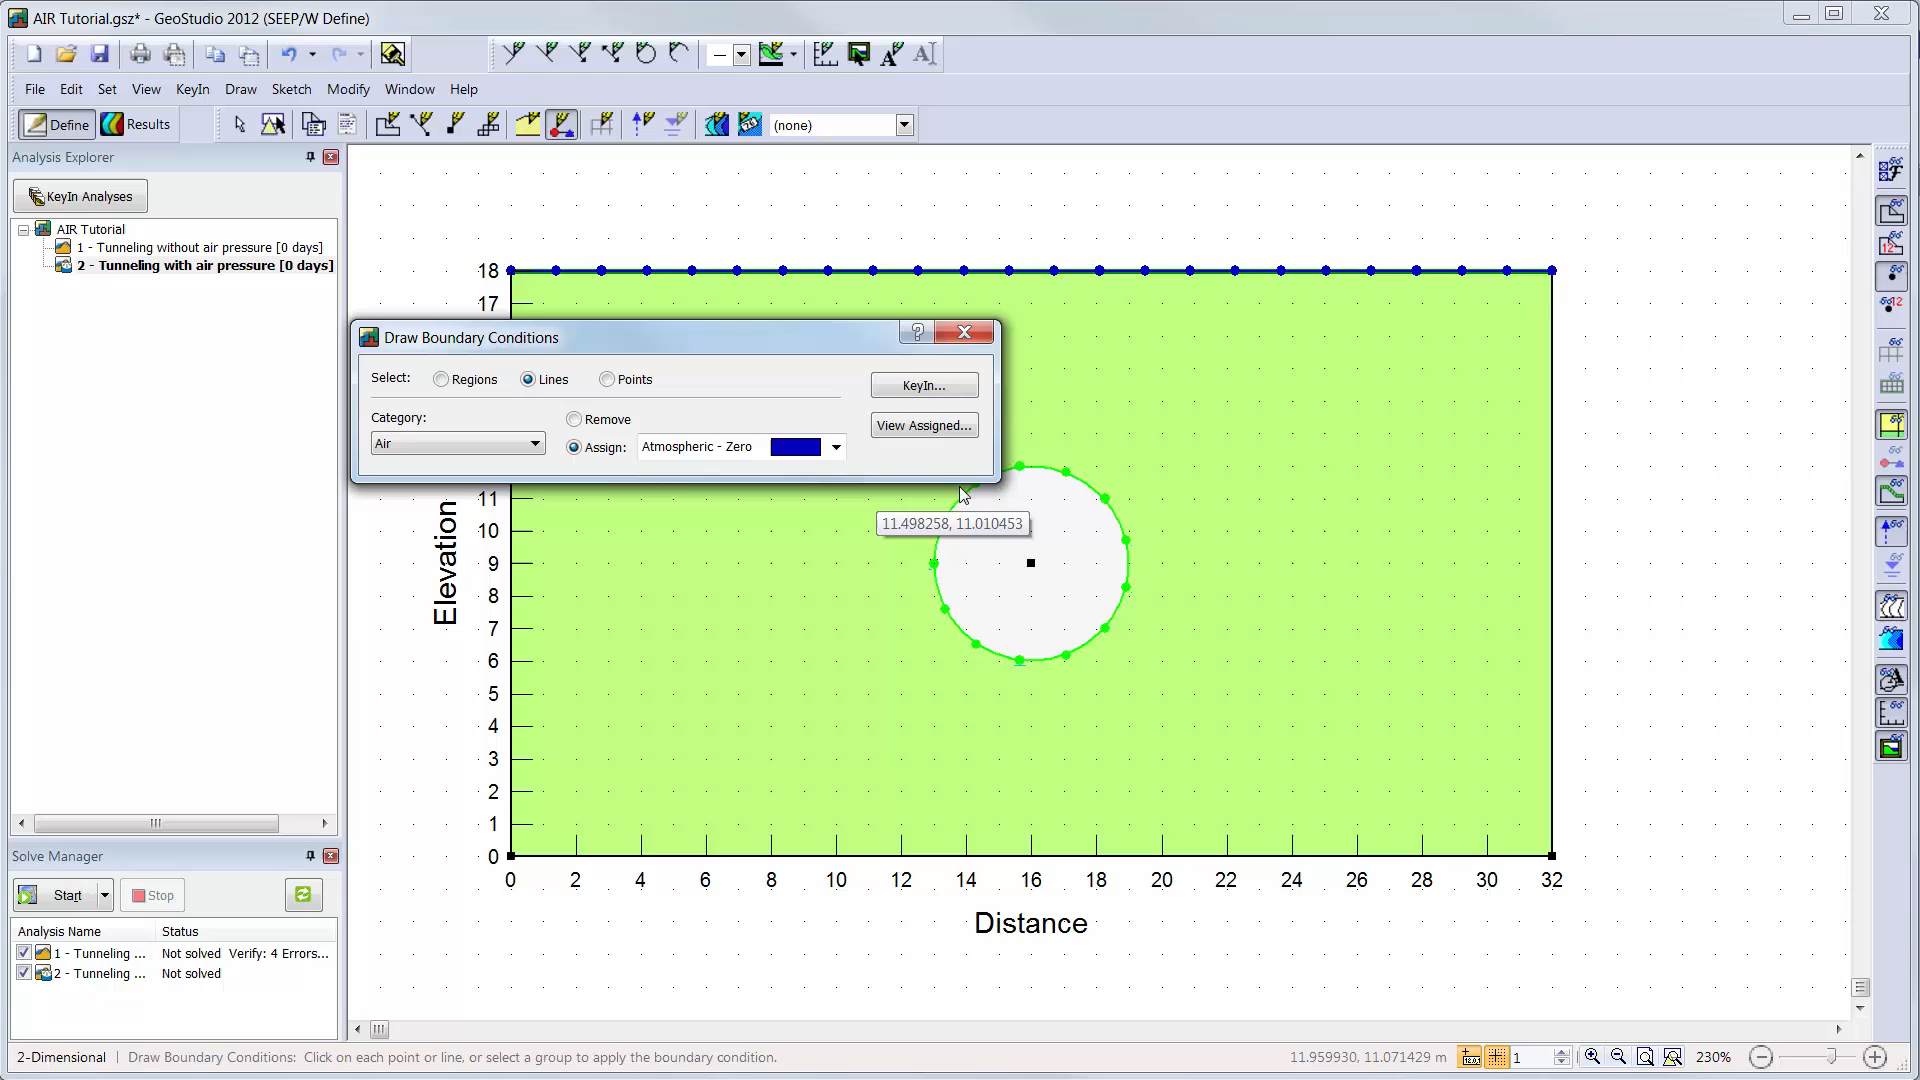 AIR Tutorial.gsz* - GeoStudio 2012 (SEEP/W Define)
File Edit Set View KeyIn Draw Sketch Modify Window Help
Define Results (none)
Analysis Explorer
KeyIn Analyses
AIR Tutorial
1 - Tunneling without air pressure [0 days]
2 - Tunneling with air pressure [0 days]
18
17
Draw Boundary Conditions
Select: Regions Lines Points
KeyIn...
Category:
Remove
View Assigned...
Air
Assign: Atmospheric - Zero
11
11.498258, 11.010453
10
9
8
7
6
5
4
3
2
1
0
Elevation
0 2 4 6 8 10 12 14 16 18 20 22 24 26 28 30 32
Distance
Solve Manager
Start Stop
Analysis Name Status
1 - Tunneling ... Not solved Verify: 4 Errors...
2 - Tunneling ... Not solved
2-Dimensional Draw Boundary Conditions: Click on each point or line, or select a group to apply the boundary condition. 11.959930, 11.071429 m 1 230%